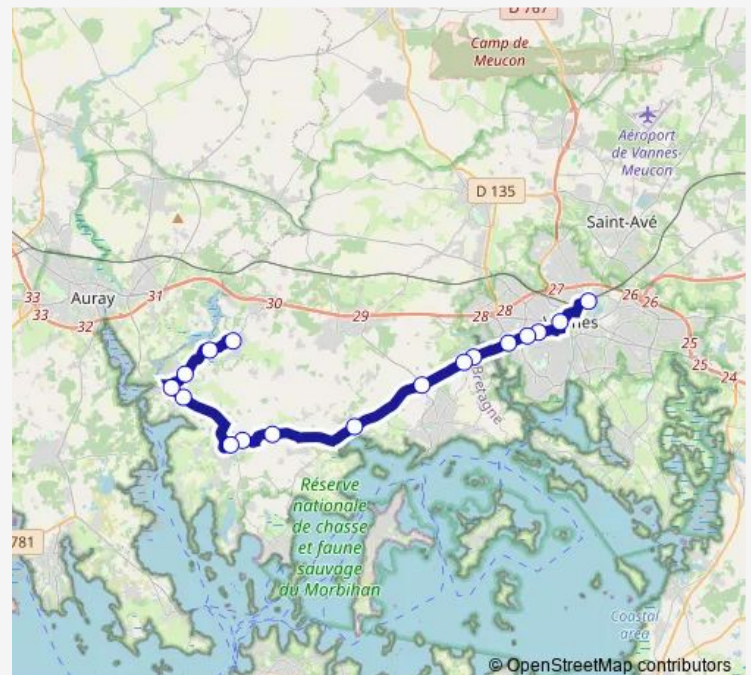 D 767
Camp de
Meucon
Aéroport
de Vannes-
Meucon
D 135
Saint-Avé
33
Auray
31
33
32
30
29
28
28
27
26
26
25
25
24
Bretagne
781
Réserve
nationale
de chasse
et faune
sauvage
du Morbihan
Coastal
area
© OpenStreetMap contributors